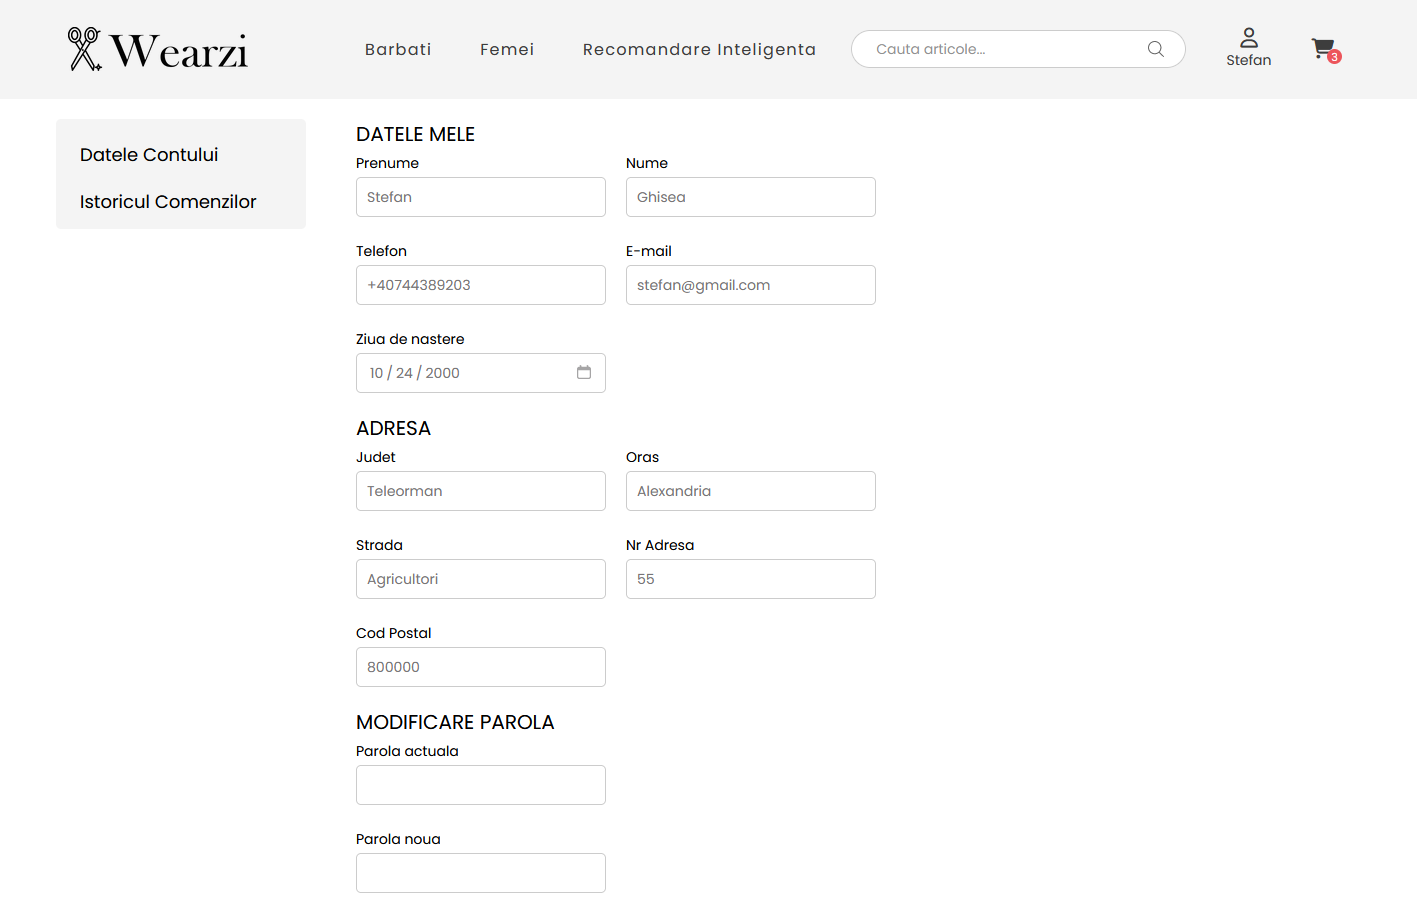 Wearzi
Barbati
Femei
Recomandare Inteligenta
Cauta articole...
Stefan
3
Datele Contului
Istoricul Comenzilor
DATELE MELE
Prenume
Nume
Stefan
Ghisea
Telefon
E-mail
+40744389203
stefan@gmail.com
Ziua de nastere
10 / 24 / 2000
ADRESA
Judet
Oras
Teleorman
Alexandria
Strada
Nr Adresa
Agricultori
55
Cod Postal
800000
MODIFICARE PAROLA
Parola actuala
Parola noua